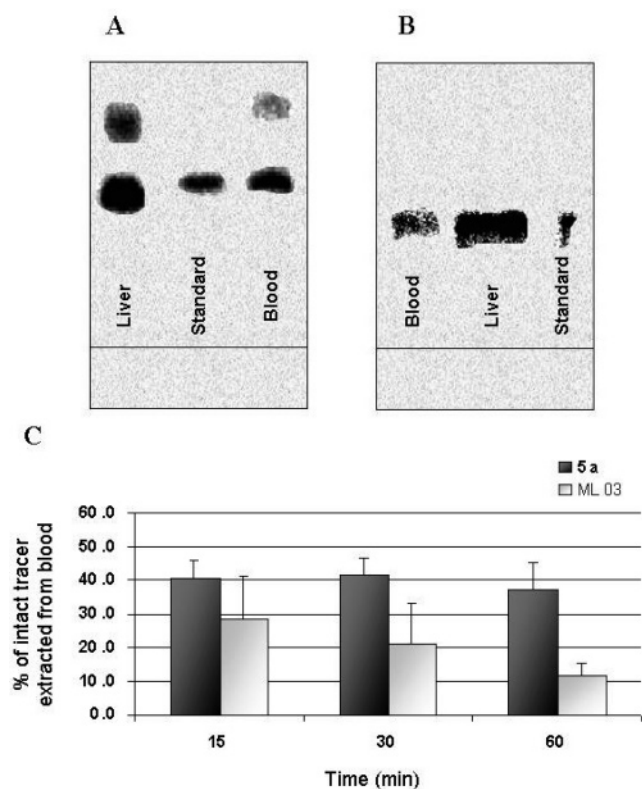 A
B
Liver
Standard
Blood
Blood
Liver
Standard
C
5 a
ML 03
% of intact tracer
extracted from blood
60 .0
50 .0
40 .0
30 .0
20 .0
10 .0
0 .0
15
30
60
Time (min)